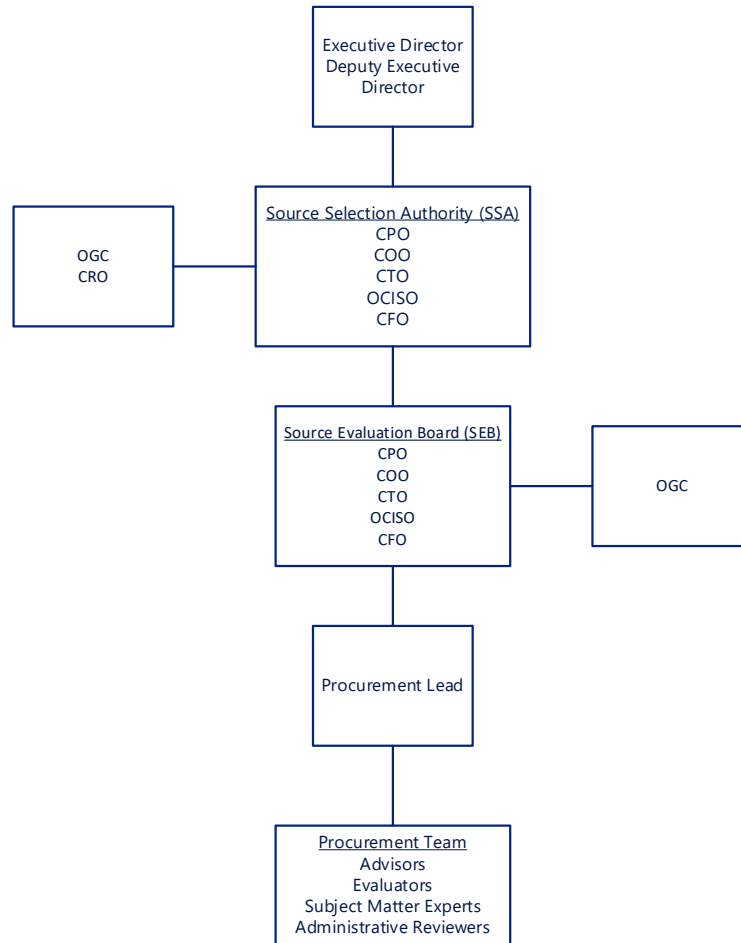 Executive Director
Deputy Executive
Director
Source Selection Authority (SSA)
CPO
COO
CTO
OCISO
CFO
OGC
CRO
Source Evaluation Board (SEB)
CPO
COO
CTO
OCISO
CFO
OGC
Procurement Lead
Procurement Team
Advisors
Evaluators
Subject Matter Experts
Administrative Reviewers